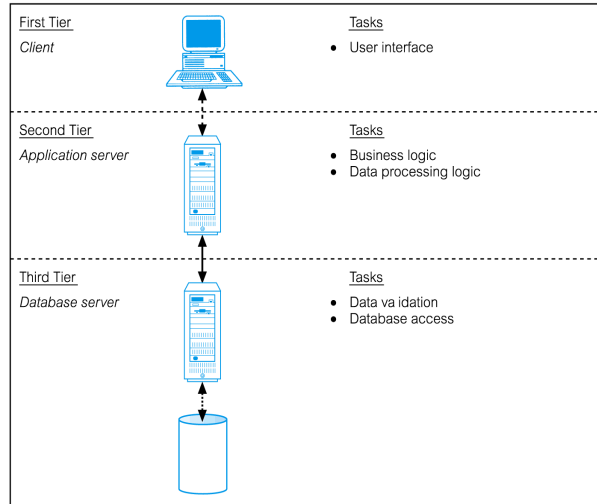 First Tier
Tasks
Client
● User interface
Second Tier
Tasks
Application server
● Business logic
● Data processing logic
Third Tier
Tasks
Database server
● Data va idation
● Database access